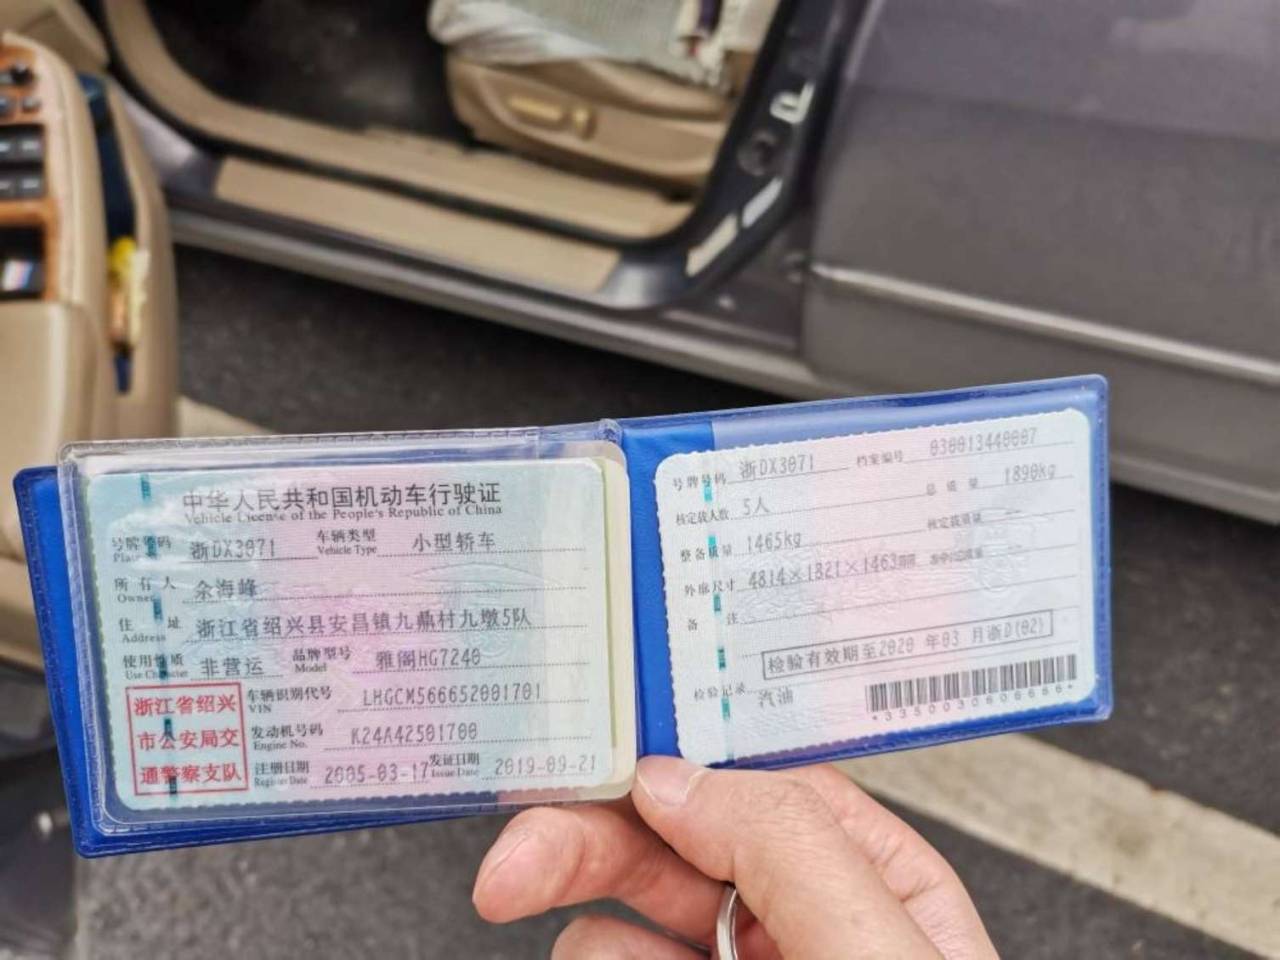 中华人民共和国机动车行驶证
Vehicle License of the People's Republic of China
号牌号码 浙DX3071 车辆类型 小型轿车
Plate Vehicle Type
所有人 余海峰
Owner
住址 浙江省绍兴县安昌镇九鼎村九墩5队
Address
使用性质 非营运 品牌型号 雅阁HG7240
Use Character Model
浙江省绍兴
市公安局交
通警察支队
车辆识别代号 LHGCM566652001701
VIN
发动机号码 K24A42501700
Engine No.
注册日期 2005-03-17 发证日期 2019-09-21
Register Date Issue Date
号牌号码 浙DX3071 档案编号 030013440007
核定载人数 5人 总质量 1890kg
整备质量 1465kg 核定载质量 --
外廓尺寸 4814×1821×1463
备注
检验有效期至2020 年03 月浙D(02)
检验记录 汽油
*3350030606666*